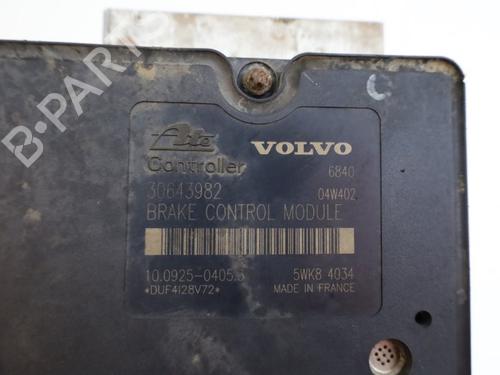 B-PARTS
Ate
VOLVO
Controller
6840
30643982
04W402
BRAKE CONTROL MODULE
10.0925-0405.3
5WK8 4034
*DUF4I28V72*
MADE IN FRANCE
C